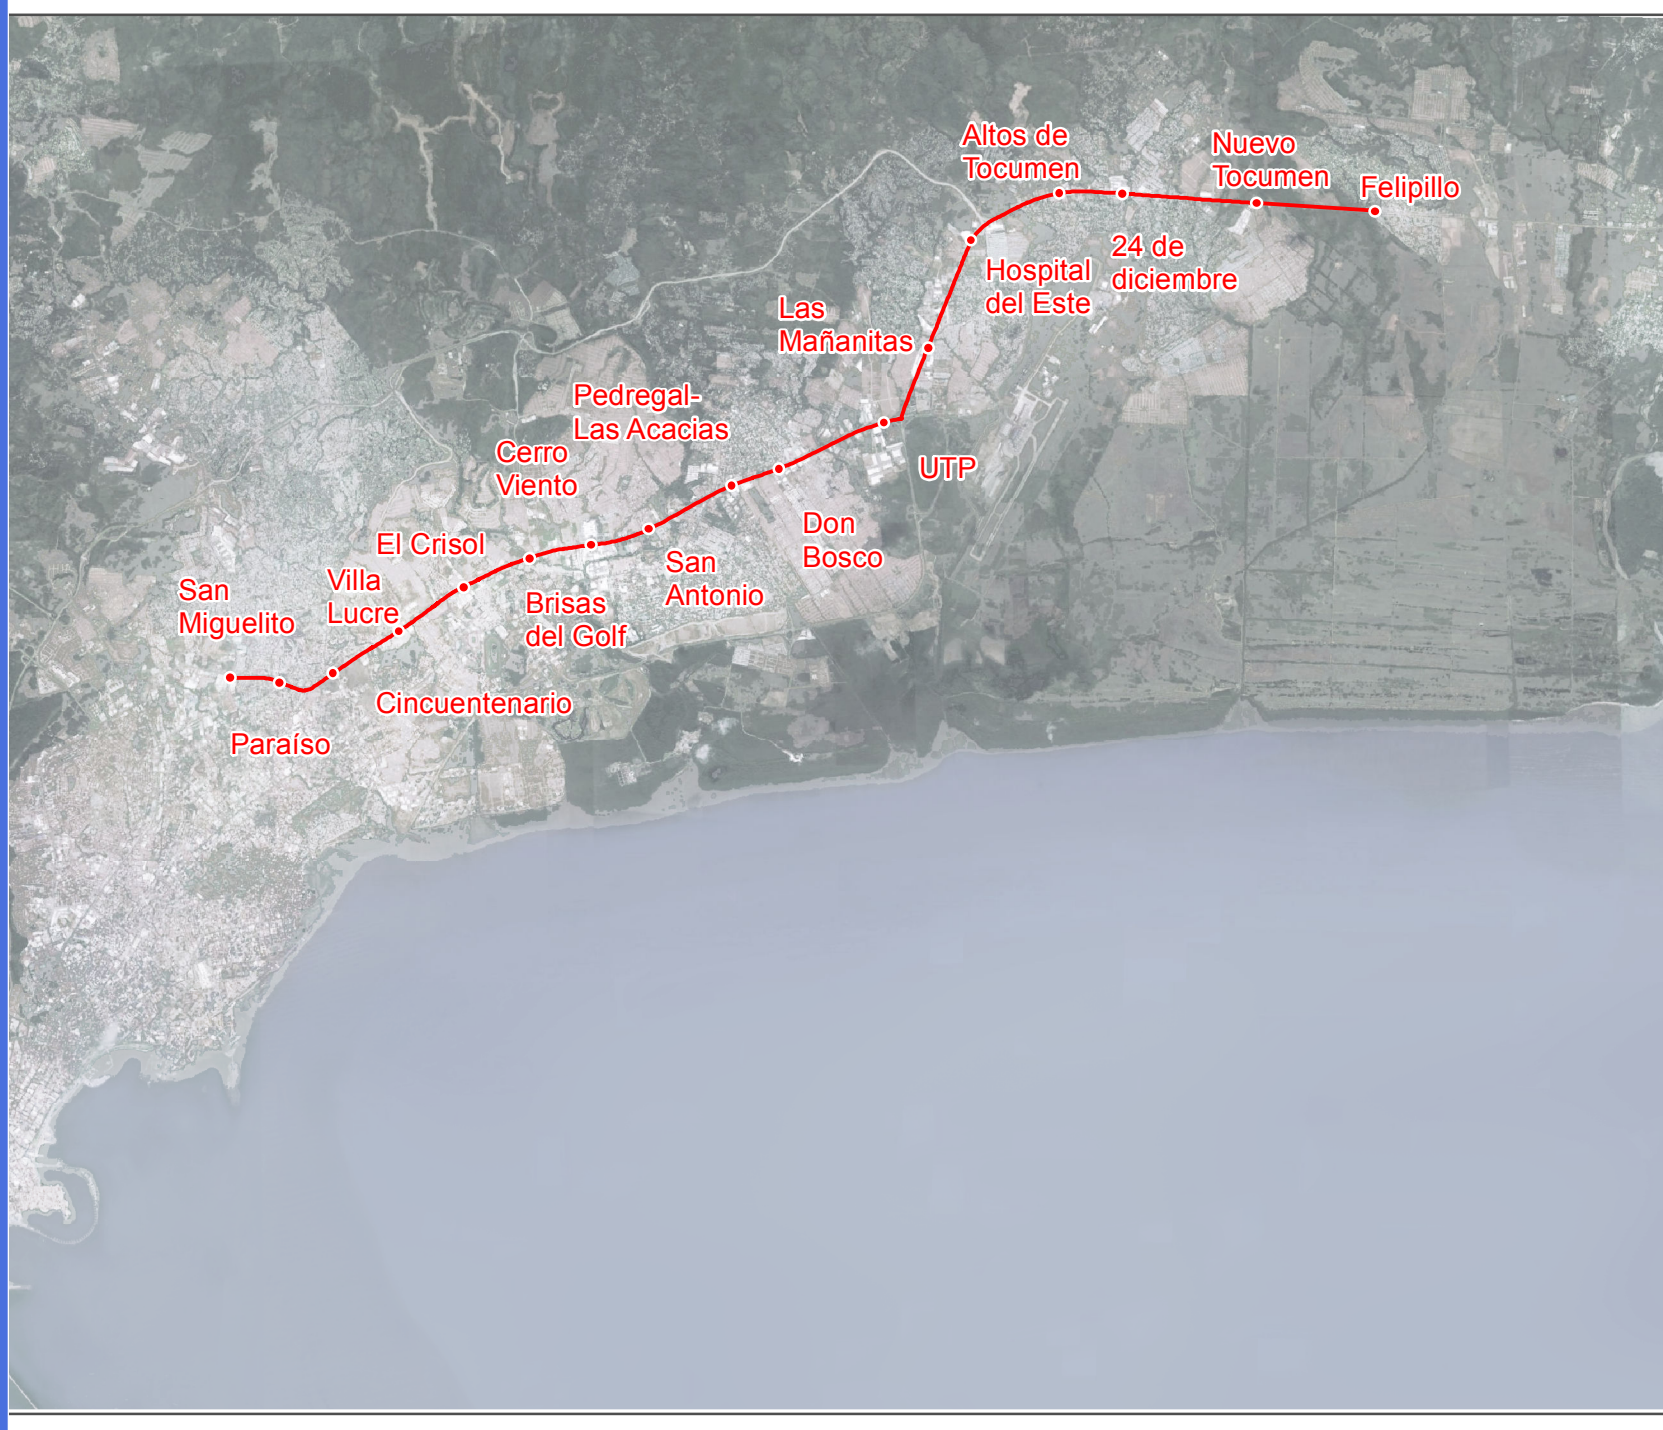 Altos de
Tocumen
Nuevo
Tocumen
Felipillo
24 de
diciembre
Hospital
del Este
Las
Mañanitas
Pedregal-
Las Acacias
Cerro
Viento
UTP
Don
Bosco
El Crisol
San
Antonio
Villa
Lucre
San
Miguelito
Brisas
del Golf
Cincuentenario
Paraíso